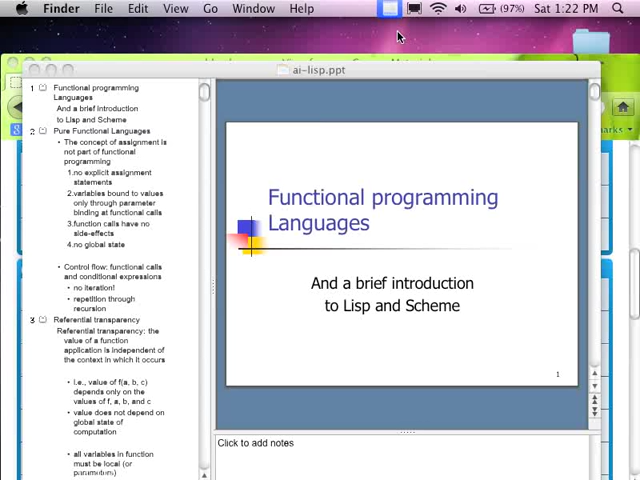 Finder File Edit View Go Window Help (97%) Sat 1:22 PM
ai-lisp.ppt
1 Functional programming
Languages
And a brief Introduction
to Lisp and Scheme
2 Pure Functional Languages
• The concept of assignment is
not part of functional
programming
1.no explicit assignment
statements
2.variables bound to values
only through parameter
binding at functional calls
3.function calls have no
side-effects
4.no global state
• Control flow: functional calls
and conditional expressions
• no iteration!
• repetition through
recursion
3 Referential transparency
Referential transparency: the
value of a function
application is independent of
the context in which it occurs
• I.e., value of f(a, b, c)
depends only on the
values of f, a, b, and c
• value does not depend on
global state of
computation
• all variables in function
must be local (or
parameters)
Functional programming
Languages
And a brief introduction
to Lisp and Scheme
1
Click to add notes